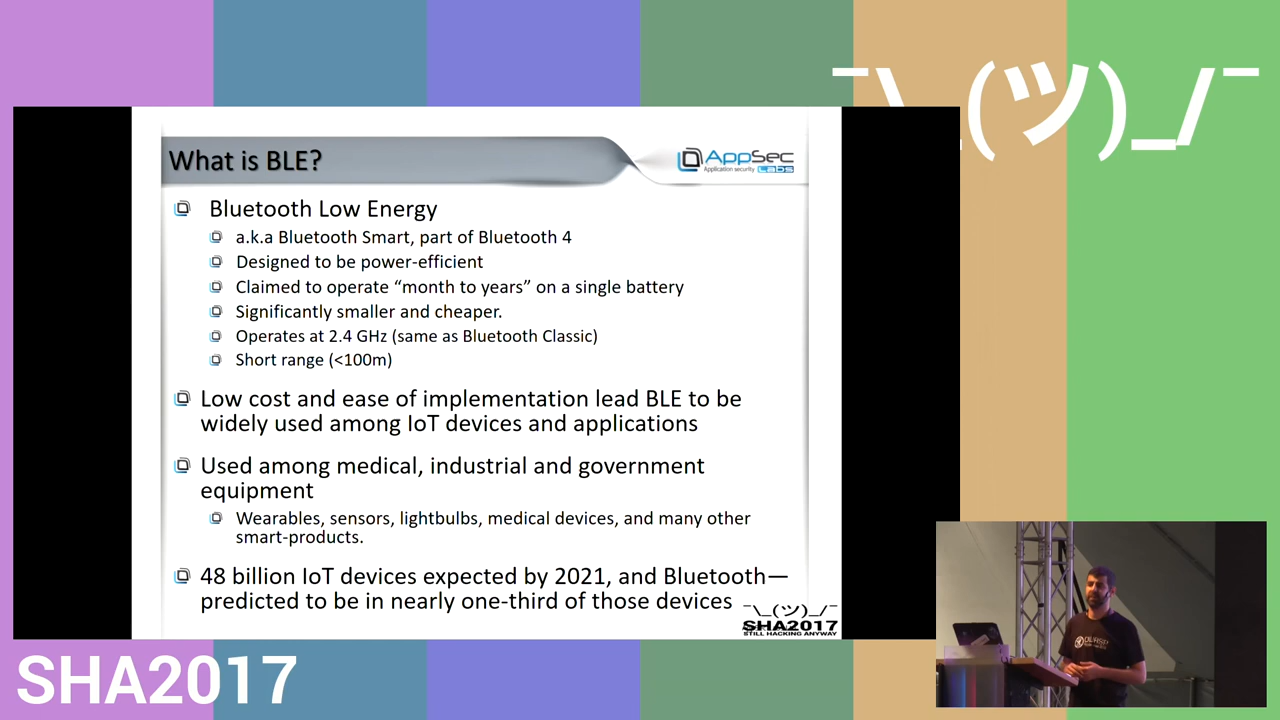 ¯\_(ツ)_/¯
What is BLE?
AppSec
Application security Labs
Bluetooth Low Energy
a.k.a Bluetooth Smart, part of Bluetooth 4
Designed to be power-efficient
Claimed to operate “month to years” on a single battery
Significantly smaller and cheaper.
Operates at 2.4 GHz (same as Bluetooth Classic)
Short range (<100m)
Low cost and ease of implementation lead BLE to be
widely used among IoT devices and applications
Used among medical, industrial and government
equipment
Wearables, sensors, lightbulbs, medical devices, and many other
smart-products.
48 billion IoT devices expected by 2021, and Bluetooth—
predicted to be in nearly one-third of those devices
¯\_(ツ)_/¯
SHA2017
STILL HACKING ANYWAY
OWASP
SHA2017